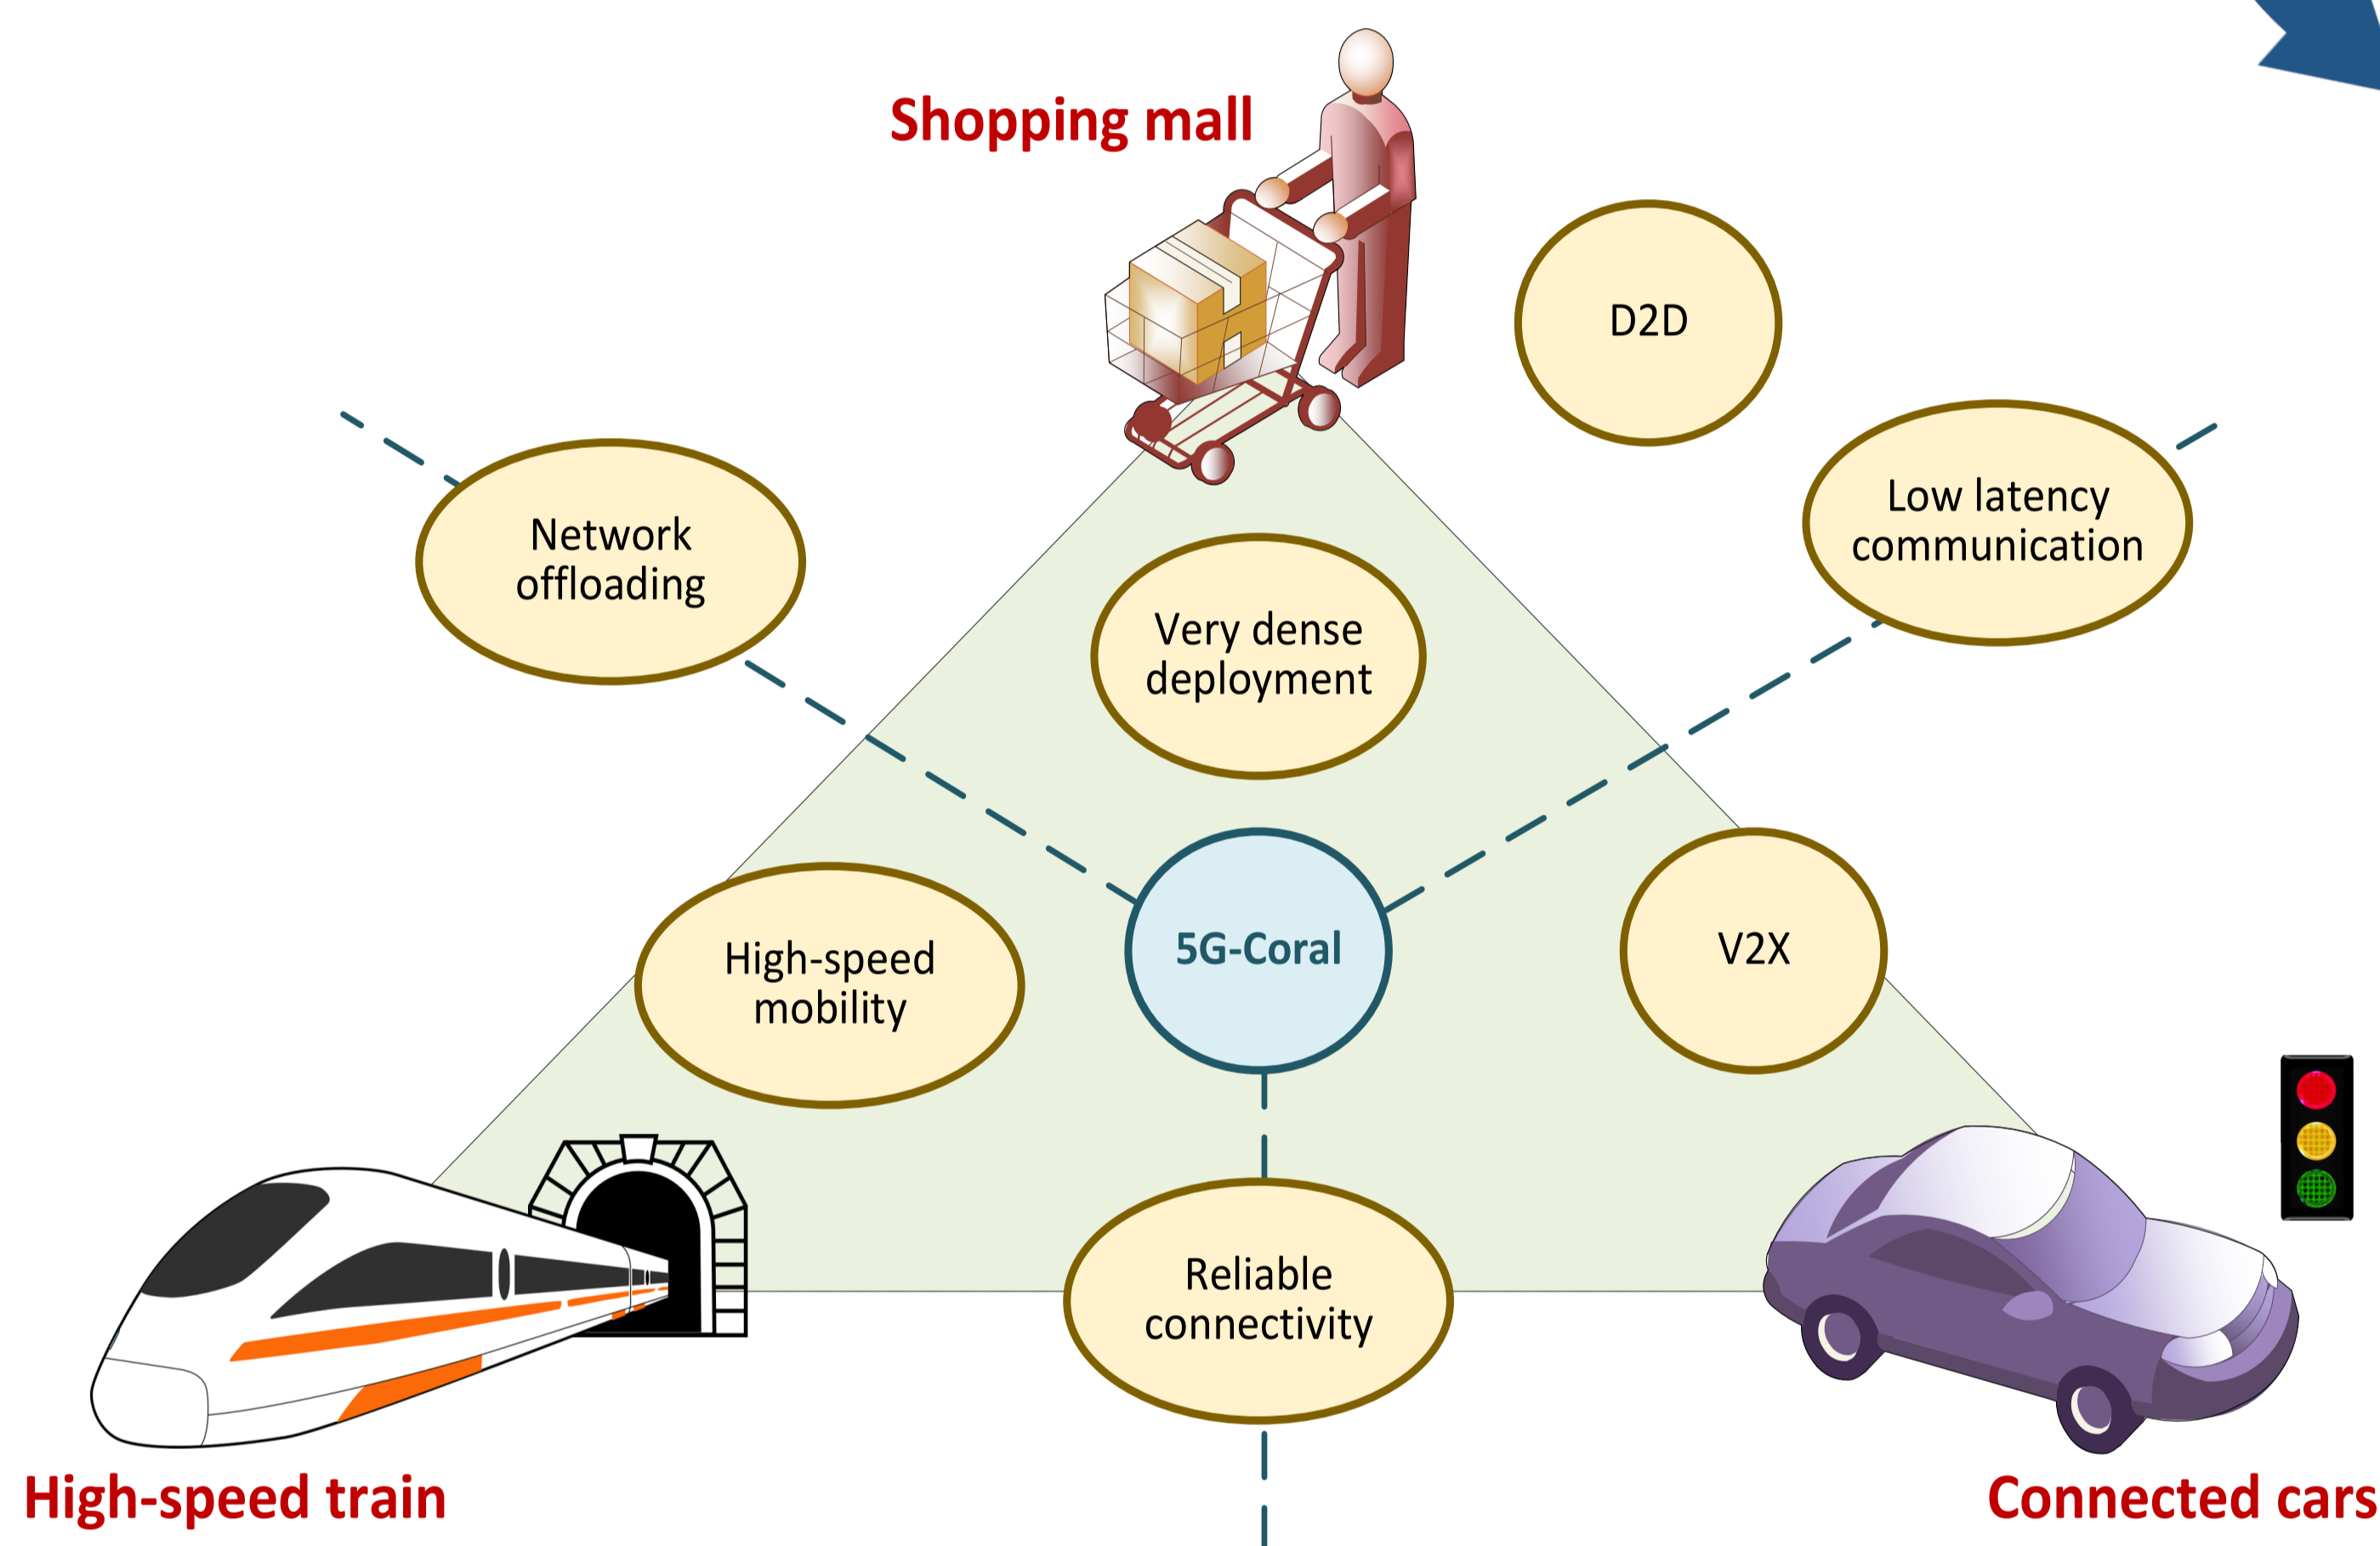 Shopping mall
D2D
Low latency
communication
Network
offloading
Very dense
deployment
High-speed
mobility
5G-Coral
V2X
Reliable
connectivity
High-speed train
Connected cars